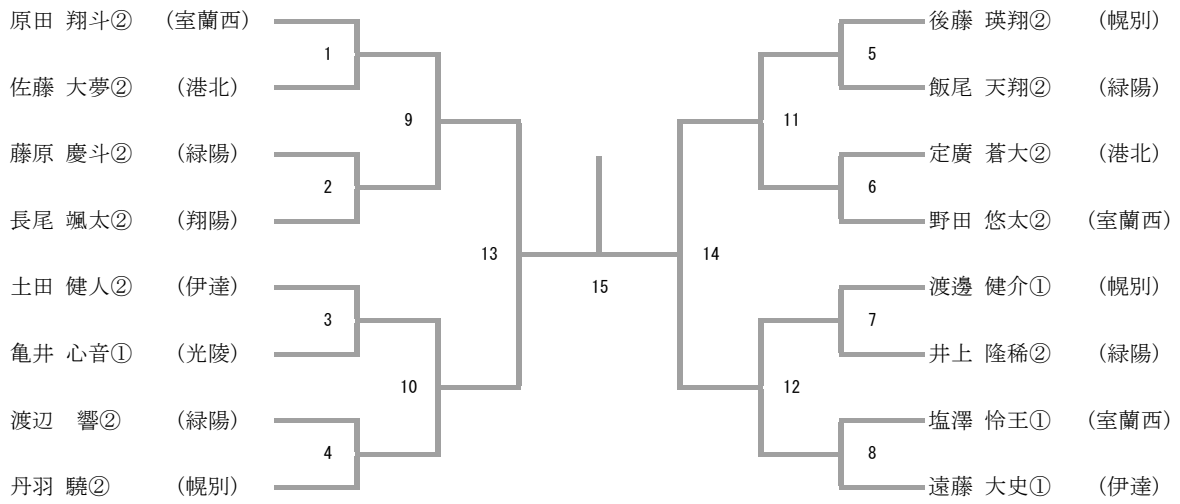 原田 翔斗② (室蘭西)
1
佐藤 大夢② (港北)
9
藤原 慶斗② (緑陽)
2
長尾 颯太② (翔陽)
13
土田 健人② (伊達)
3
亀井 心音① (光陵)
10
渡辺 響② (緑陽)
4
丹羽 驍② (幌別)
15
後藤 瑛翔② (幌別)
5
飯尾 天翔② (緑陽)
11
定廣 蒼大② (港北)
6
野田 悠太② (室蘭西)
14
渡邊 健介① (幌別)
7
井上 隆稀② (緑陽)
12
塩澤 怜王① (室蘭西)
8
遠藤 大史① (伊達)